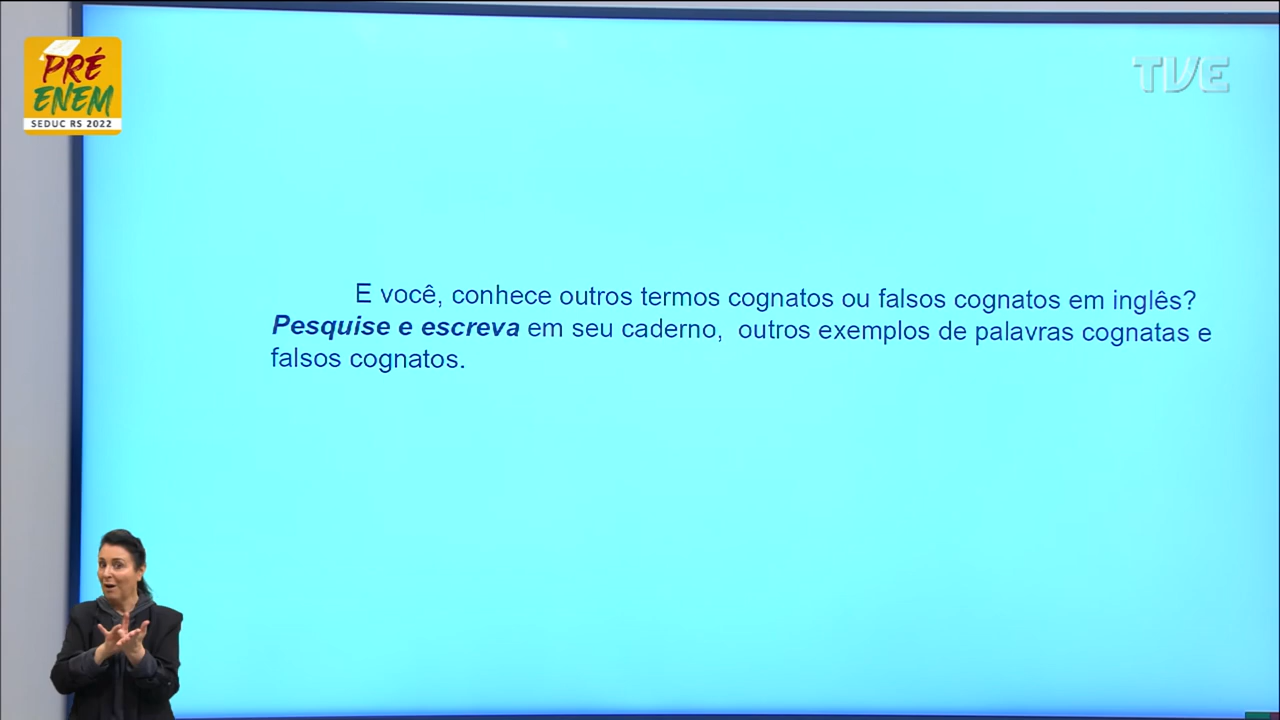 PRÉ
ENEM
SEDUC RS 2022
TVE
E você, conhece outros termos cognatos ou falsos cognatos em inglês?
Pesquise e escreva em seu caderno, outros exemplos de palavras cognatas e
falsos cognatos.